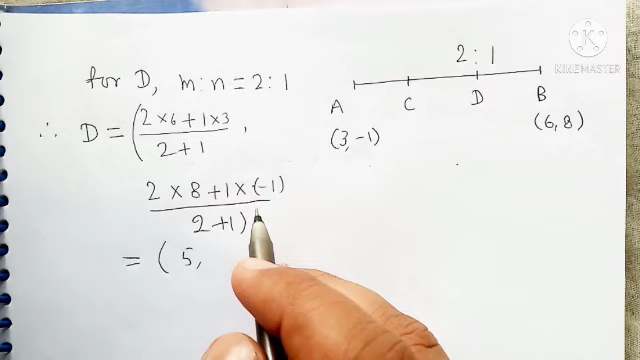 for D, m:n = 2:1
∴ D = (2×6+1×3/2+1,
2×8+1×(-1)/2+1)
= (5,
2:1
A C D B
(3,-1) (6,8)
K
KINEMASTER